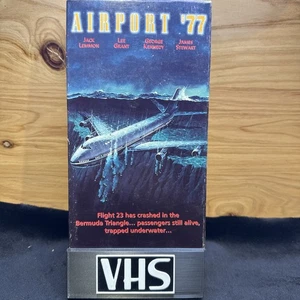 AIRPORT '77
JACK LEE GEORGE JAMES
LEMMON GRANT KENNEDY STEWART
Flight 23 has crashed in the
Bermuda Triangle... passengers still alive,
trapped underwater...
VHS